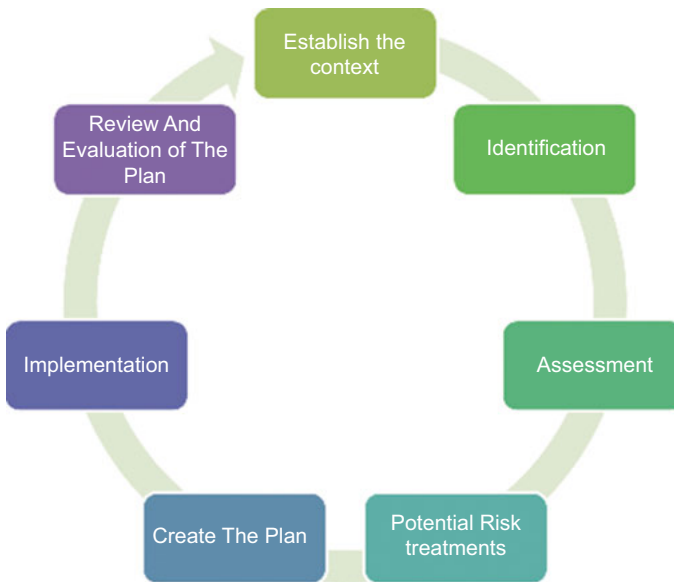 Establish the
context
Identification
Assessment
Potential Risk
treatments
Create The Plan
Implementation
Review And
Evaluation of The
Plan